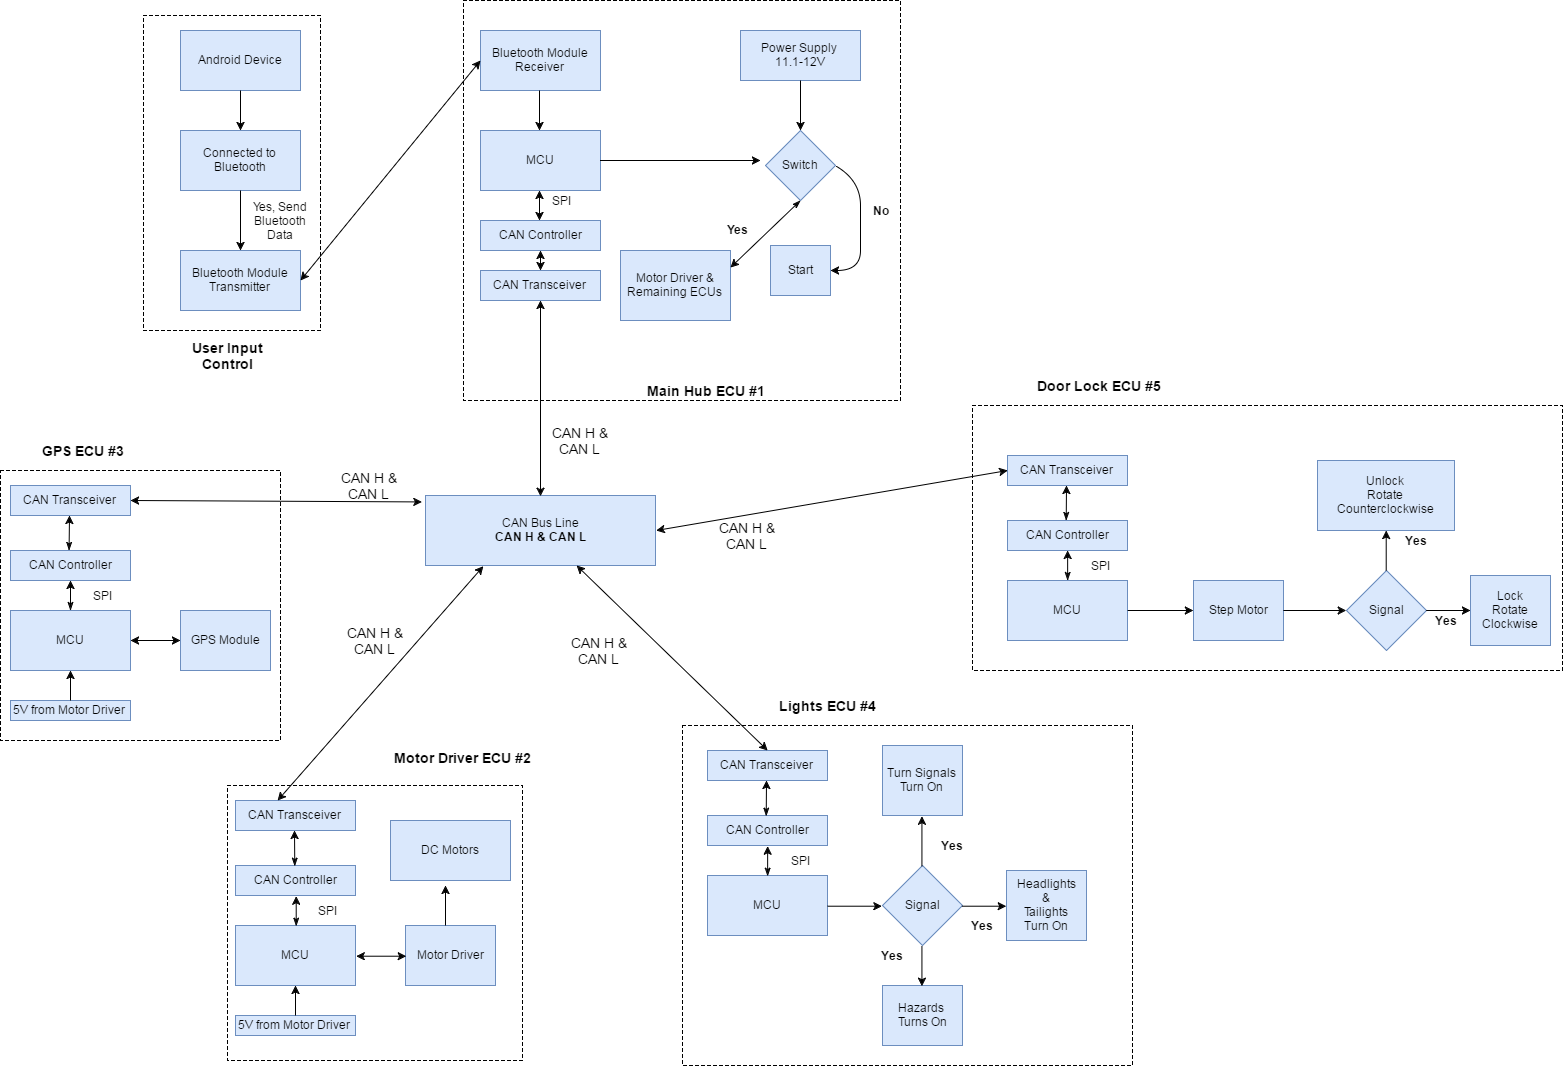 Android Device
Connected to
Bluetooth
Yes, Send
Bluetooth
Data
Bluetooth Module
Transmitter
User Input
Control
Bluetooth Module
Receiver
MCU
SPI
CAN Controller
CAN Transceiver
Power Supply
11.1-12V
Switch
No
Yes
Motor Driver &
Remaining ECUs
Start
Main Hub ECU #1
CAN H &
CAN L
GPS ECU #3
CAN Transceiver
CAN Controller
SPI
MCU
GPS Module
5V from Motor Driver
CAN H &
CAN L
CAN Bus Line
CAN H & CAN L
CAN H &
CAN L
Door Lock ECU #5
CAN Transceiver
CAN Controller
SPI
MCU
Step Motor
Signal
Unlock
Rotate
Counterclockwise
Yes
Yes
Lock
Rotate
Clockwise
CAN H &
CAN L
CAN H &
CAN L
Motor Driver ECU #2
CAN Transceiver
CAN Controller
SPI
MCU
DC Motors
Motor Driver
5V from Motor Driver
Lights ECU #4
CAN Transceiver
CAN Controller
SPI
MCU
Turn Signals
Turn On
Yes
Signal
Headlights
&
Tailights
Turn On
Yes
Yes
Hazards
Turns On